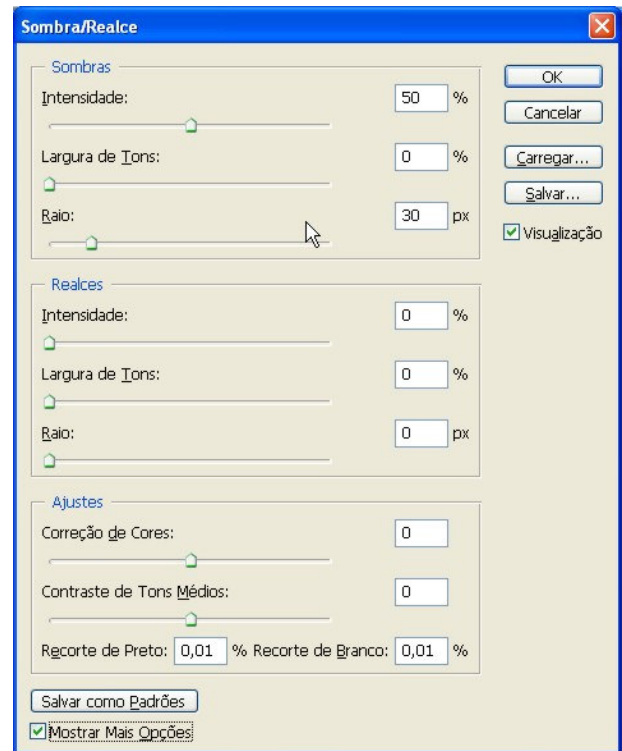 Sombra/Realce
Sombras
Intensidade: 50 %
Largura de Tons: 0 %
Raio: 30 px
Realces
Intensidade: 0 %
Largura de Tons: 0 %
Raio: 0 px
Ajustes
Correção de Cores: 0
Contraste de Tons Médios: 0
Recorte de Preto: 0,01 % Recorte de Branco: 0,01 %
Salvar como Padrões
Mostrar Mais Opções
OK
Cancelar
Carregar...
Salvar...
Visualização